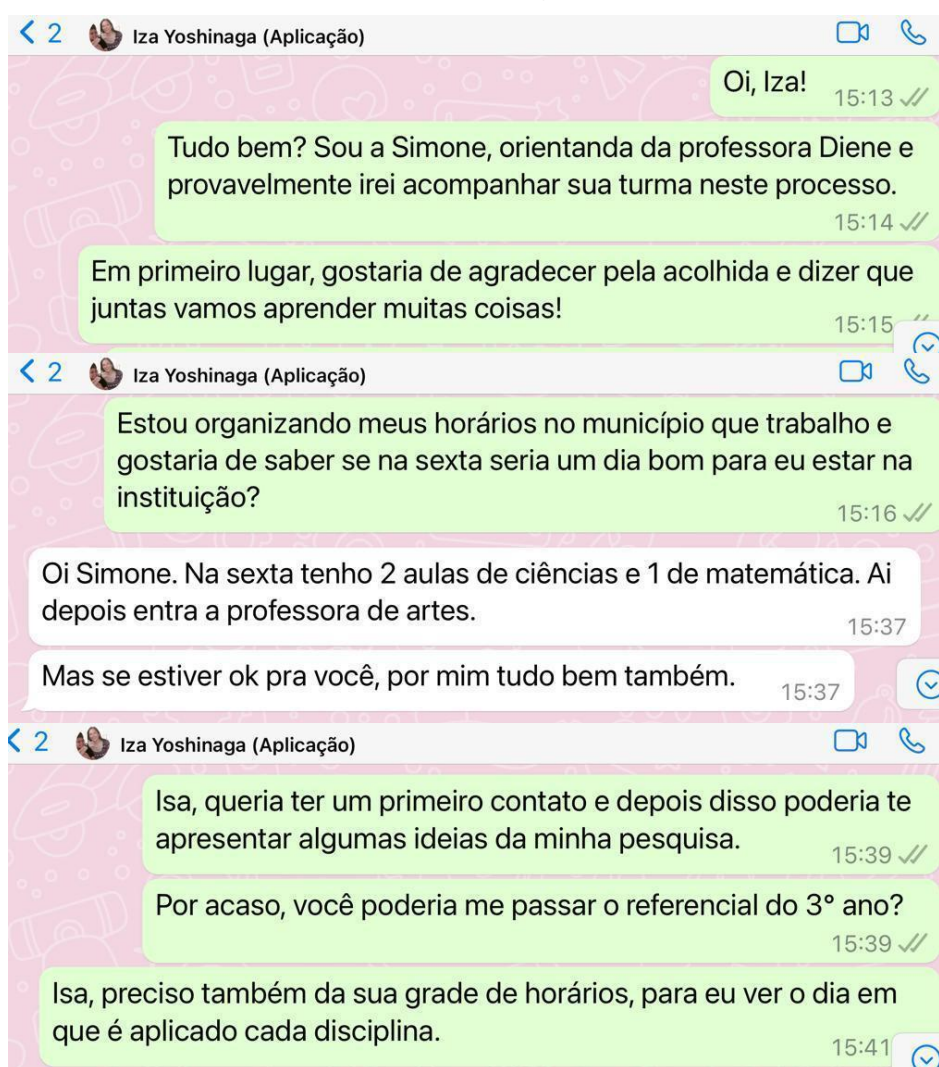 2 Iza Yoshinaga (Aplicação)
Oi, Iza!
15:13
Tudo bem? Sou a Simone, orientanda da professora Diene e
provavelmente irei acompanhar sua turma neste processo.
15:14
Em primeiro lugar, gostaria de agradecer pela acolhida e dizer que
juntas vamos aprender muitas coisas!
15:15
2 Iza Yoshinaga (Aplicação)
Estou organizando meus horários no município que trabalho e
gostaria de saber se na sexta seria um dia bom para eu estar na
instituição?
15:16
Oi Simone. Na sexta tenho 2 aulas de ciências e 1 de matemática. Ai
depois entra a professora de artes.
15:37
Mas se estiver ok pra você, por mim tudo bem também.
15:37
2 Iza Yoshinaga (Aplicação)
Isa, queria ter um primeiro contato e depois disso poderia te
apresentar algumas ideias da minha pesquisa.
15:39
Por acaso, você poderia me passar o referencial do 3° ano?
15:39
Isa, preciso também da sua grade de horários, para eu ver o dia em
que é aplicado cada disciplina.
15:41